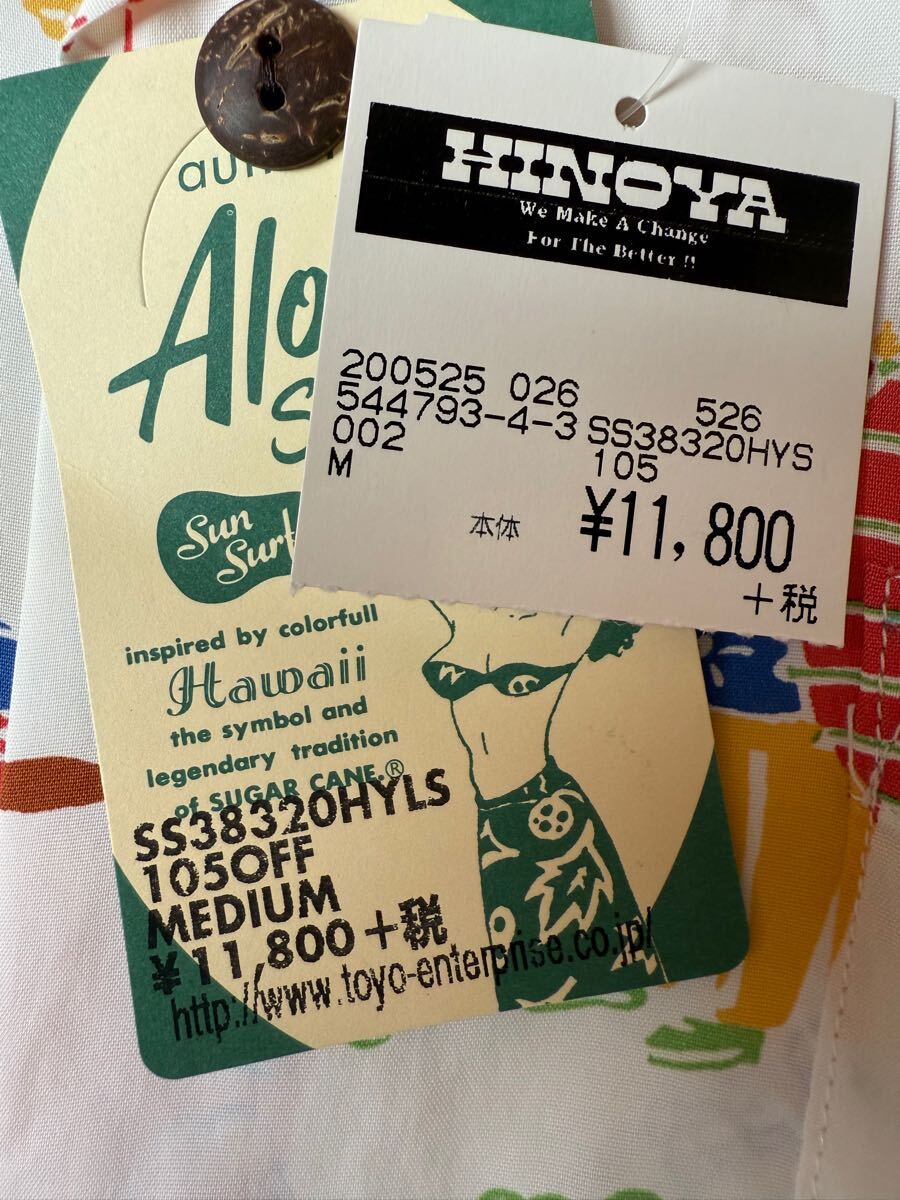 HINOYA
We Make A Change
For The Better !!
200525 026 526
544793-4-3 SS38320HYS
002 105
M
本体 ¥11,800
+税
Sun
Surf
inspired by colorfull
Hawaii
the symbol and
legendary tradition
of SUGAR CANE.®
SS38320HYLS
105OFF
MEDIUM
¥11,800+税
http://www.toyo-enterprise.co.jp/